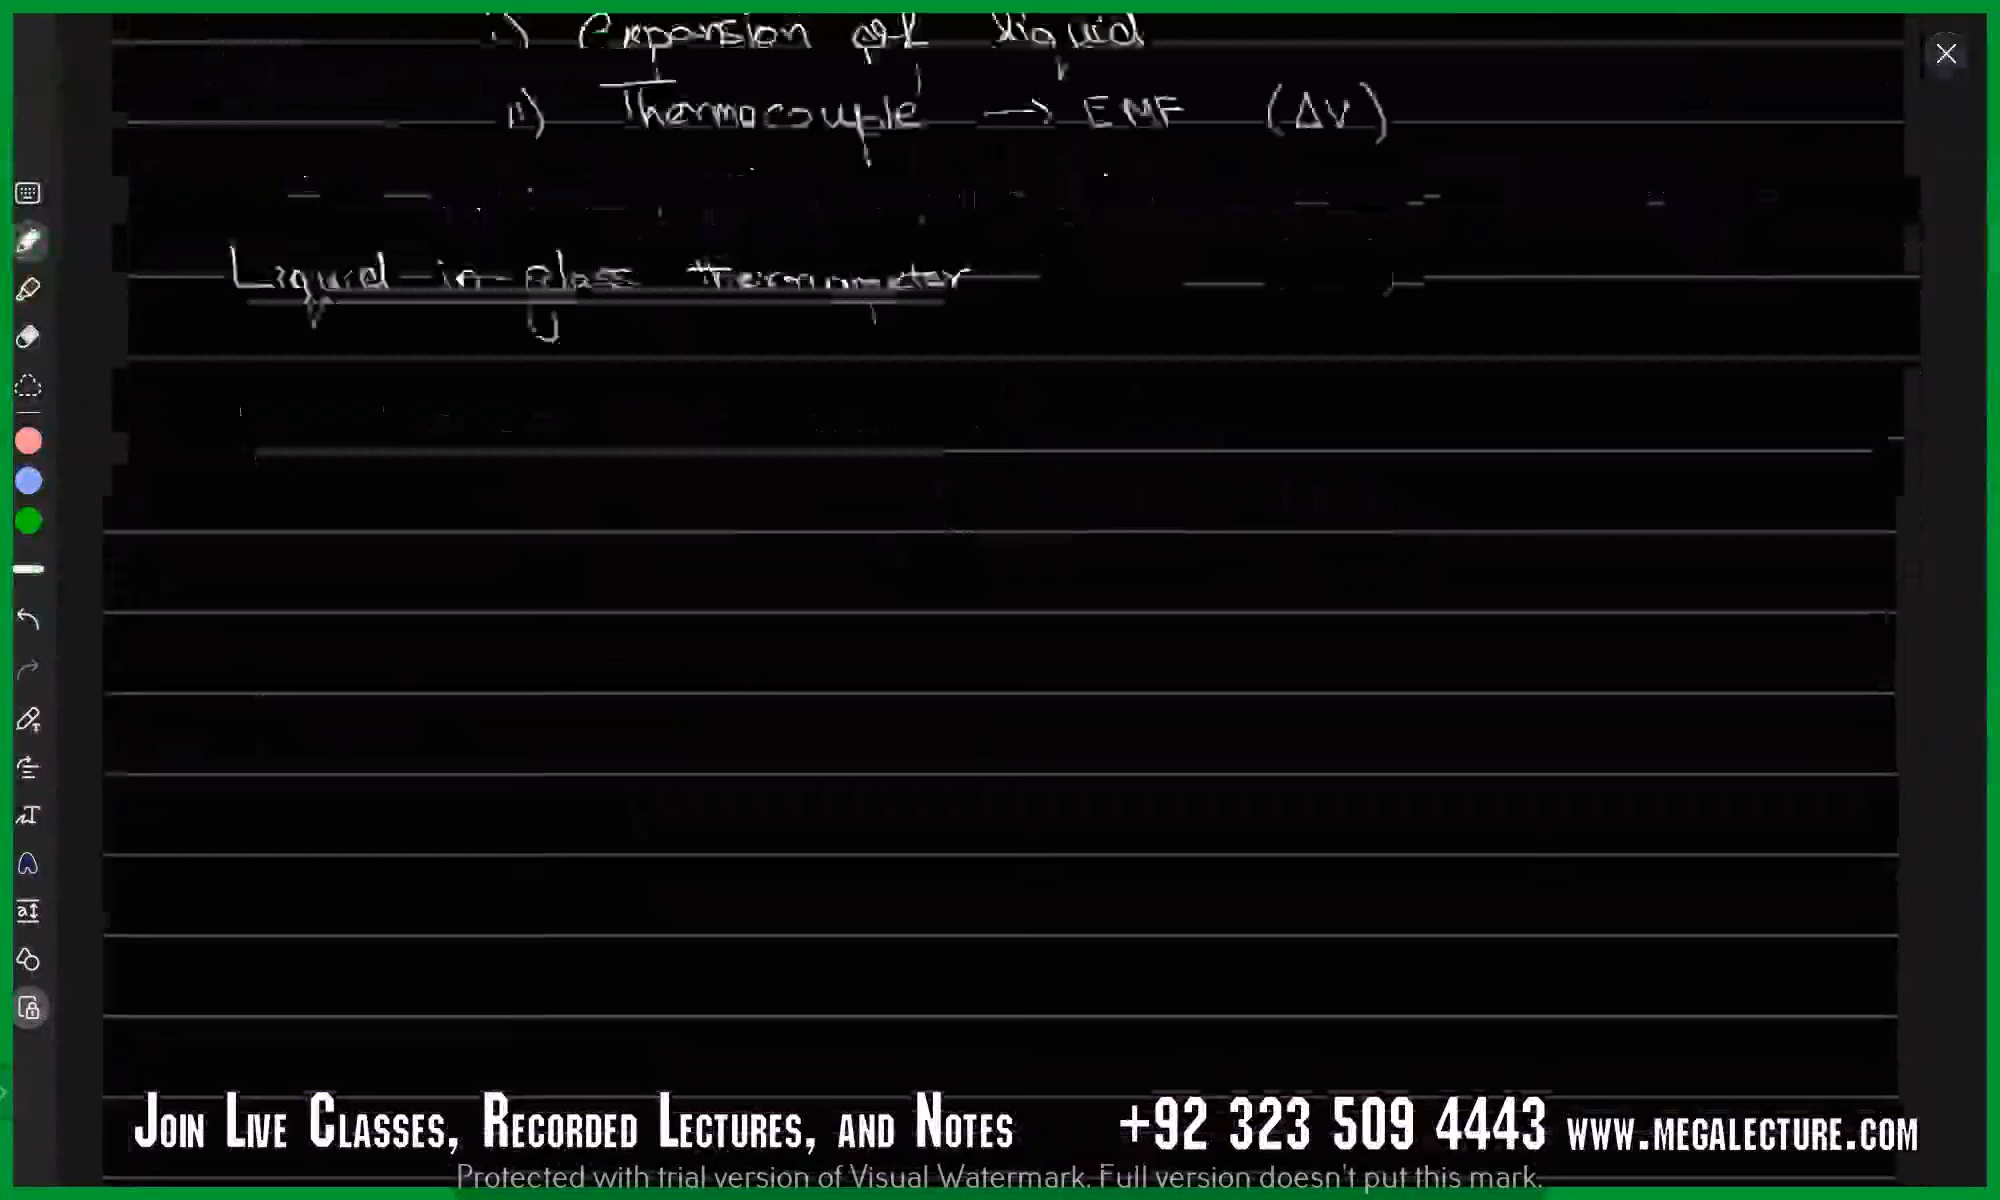 i) Expansion of liquid
ii) Thermocouple → EMF (ΔV)
Liquid-in-glass thermometer
JOIN LIVE CLASSES, RECORDED LECTURES, AND NOTES +92 323 509 4443 WWW.MEGALECTURE.COM
Protected with trial version of Visual Watermark. Full version doesn't put this mark.